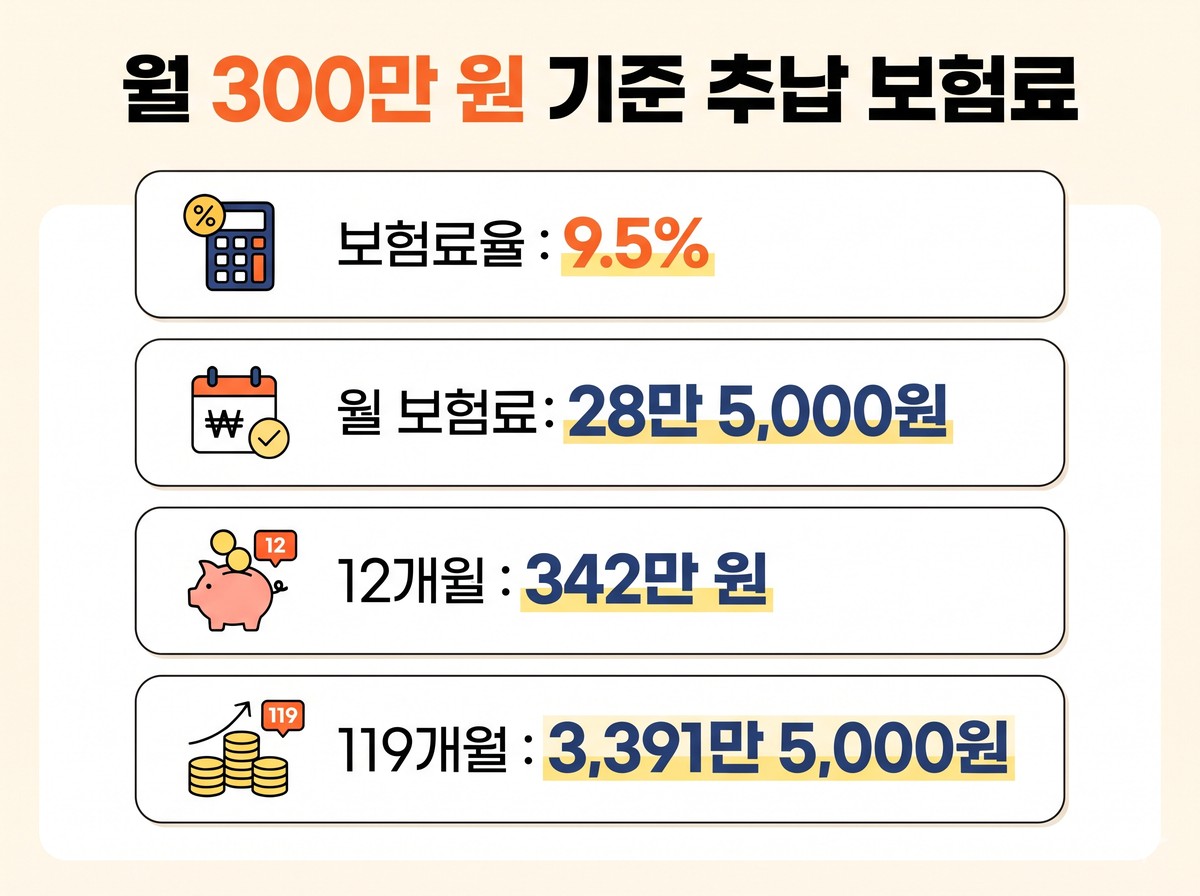 월 300만 원 기준 추납 보험료
%
보험료율 : 9.5%
₩
월 보험료: 28만 5,000원
12
12개월 : 342만 원
119
119개월 : 3,391만 5,000원